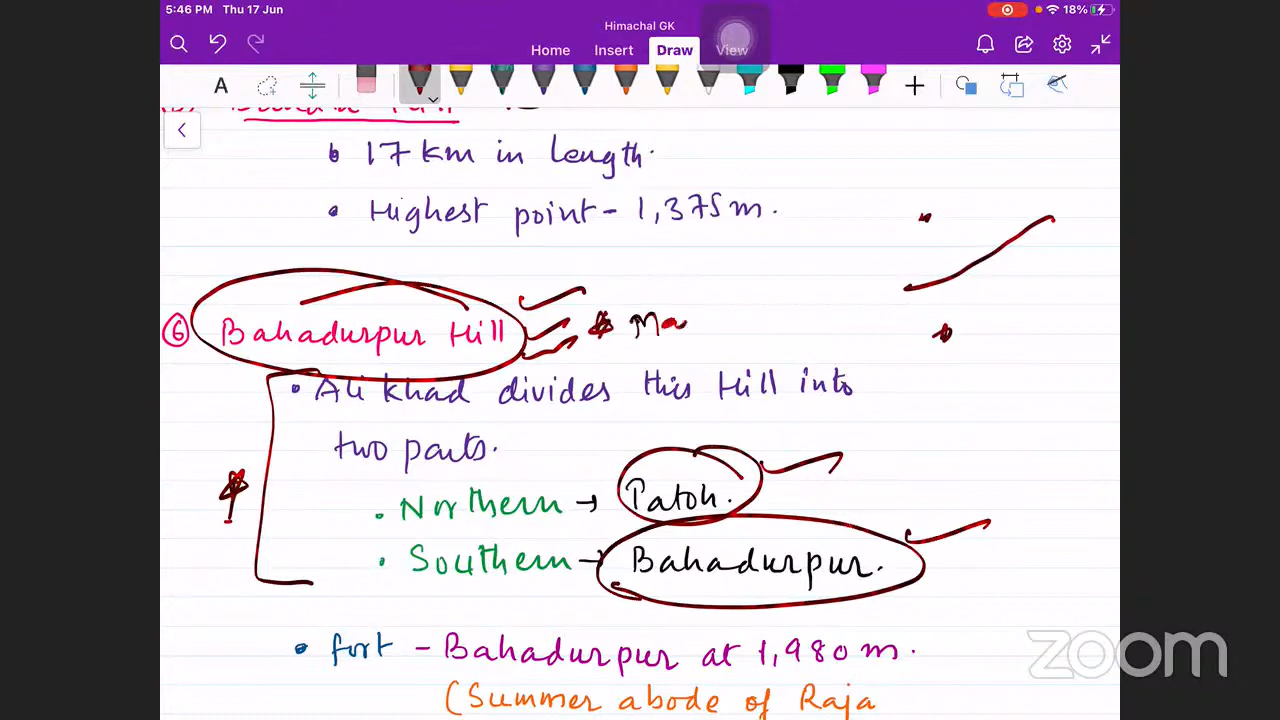 5:46 PM Thu 17 Jun
18%
Himachal GK
Home Insert Draw View
A
17 Km in length.
Highest point - 1,375m.
6 Bahadurpur Hill * Ma
Ali Khad divides this Hill into
two parts.
Northern → Patoh.
Southern → Bahadurpur.
*
fort - Bahadurpur at 1,980 m.
(Summer abode of Raja
zoom